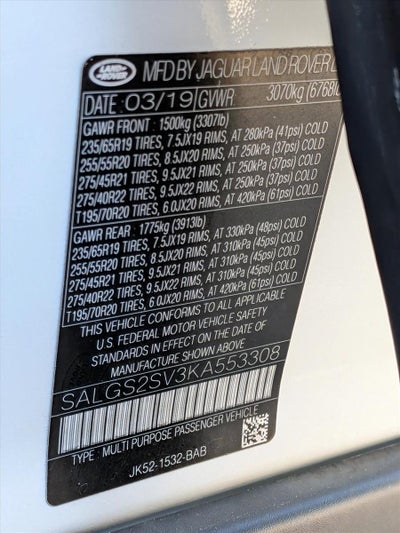 LAND ROVER
MFD BY JAGUAR LAND ROVER
DATE 03/19 GVWR 3070kg (6768lb
GAWR FRONT : 1500kg (3307lb)
235/65R19 TIRES, 7.5JX19 RIMS, AT 280kPa (41psi) COLD
255/55R20 TIRES, 8.5JX20 RIMS, AT 250kPa (37psi) COLD
275/45R21 TIRES, 9.5JX21 RIMS, AT 250kPa (37psi) COLD
275/40R22 TIRES, 9.5JX22 RIMS, AT 250kPa (37psi) COLD
T195/70R20 TIRES, 6.0JX20 RIMS, AT 420kPa (61psi) COLD
GAWR REAR : 1775kg (3913lb)
235/65R19 TIRES, 7.5JX19 RIMS, AT 330kPa (48psi) COLD
255/55R20 TIRES, 8.5JX20 RIMS, AT 310kPa (45psi) COLD
275/45R21 TIRES, 9.5JX21 RIMS, AT 310kPa (45psi) COLD
275/40R22 TIRES, 9.5JX22 RIMS, AT 310kPa (45psi) COLD
T195/70R20 TIRES, 6.0JX20 RIMS, AT 420kPa (61psi) COLD
THIS VEHICLE CONFORMS TO ALL APPLICABLE
U.S. FEDERAL MOTOR VEHICLE SAFETY
STANDARDS IN EFFECT ON THE DATE OF
MANUFACTURE SHOWN ABOVE.
SALGS2SV3KA553308
TYPE: MULTI PURPOSE PASSENGER VEHICLE
JK52-1532-BAB